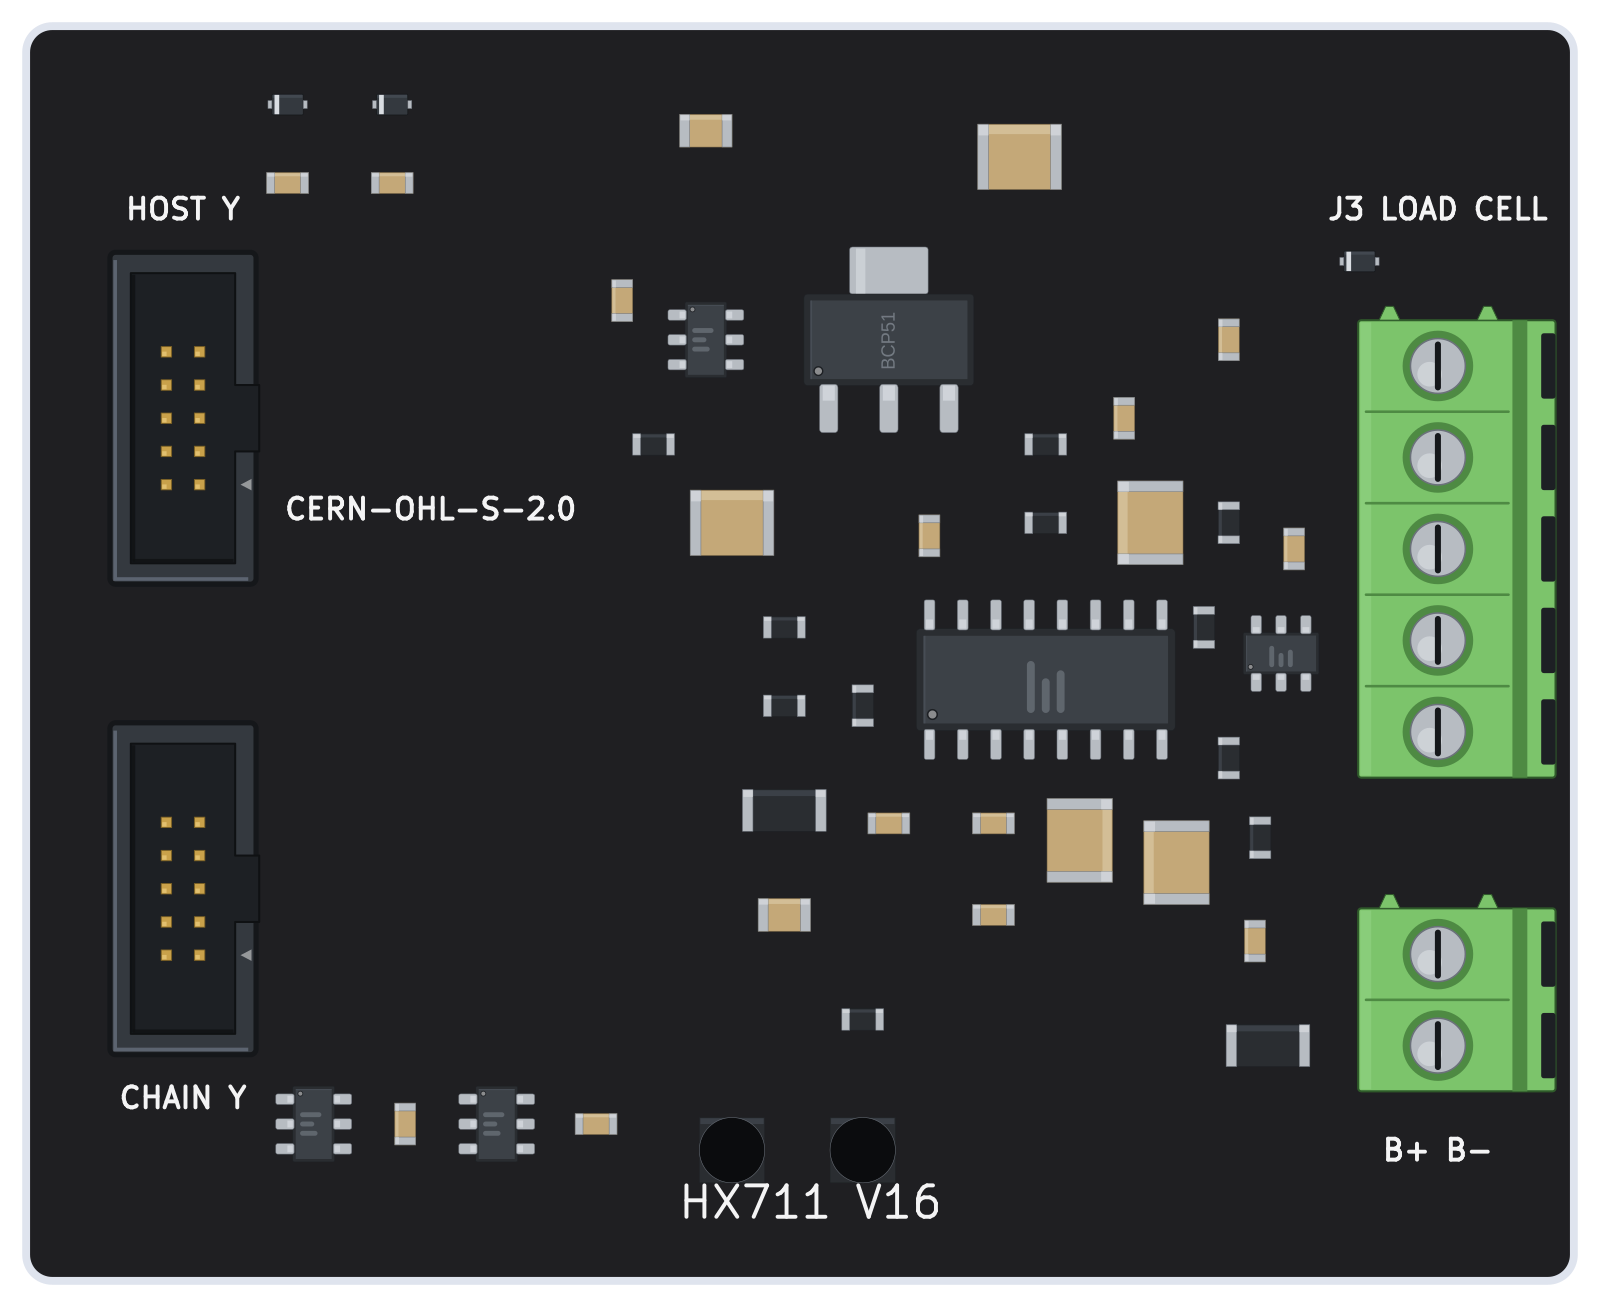 HOST Y
J3 LOAD CELL
BCP51
CERN-OHL-S-2.0
CHAIN Y
B+ B-
HX711 V16